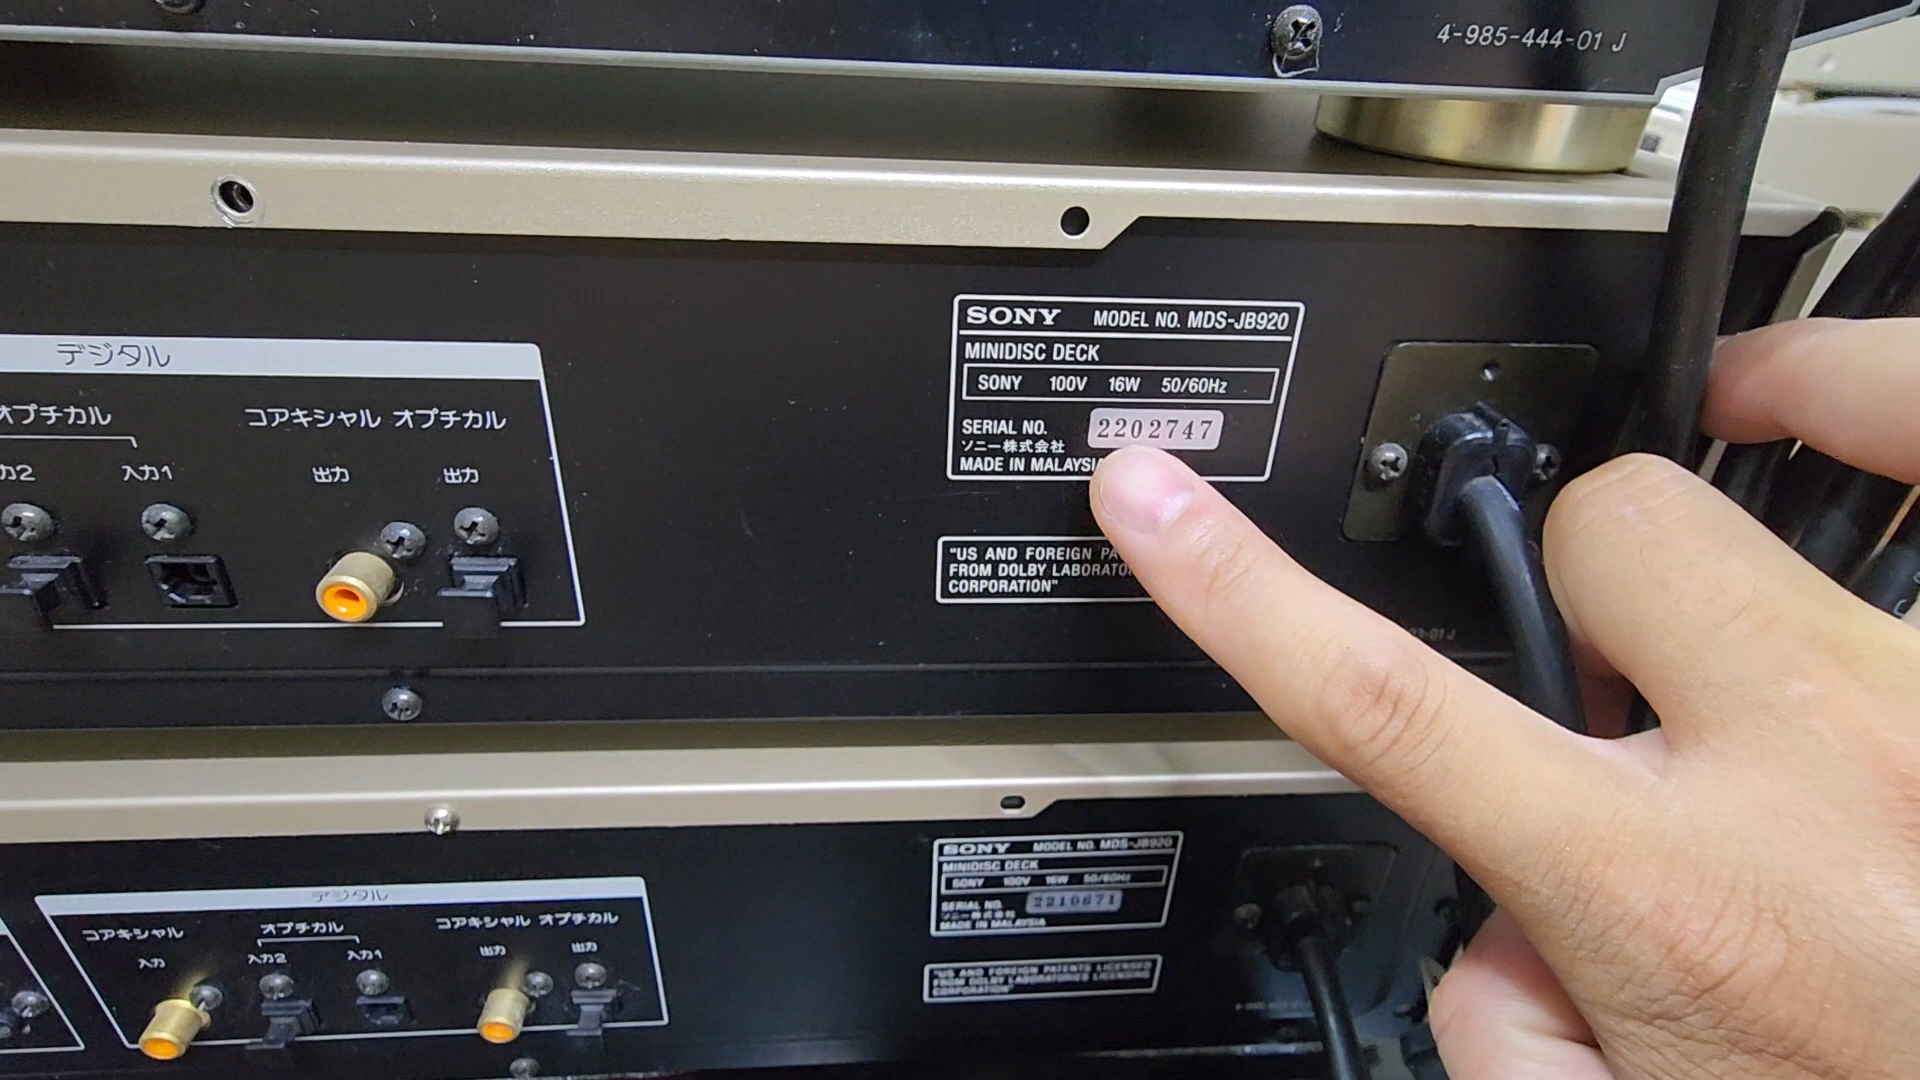 4-985-444-01 J
デジタル
オプチカル
コアキシャル オプチカル
力2 入力1 出力 出力
SONY MODEL NO. MDS-JB920
MINIDISC DECK
SONY 100V 16W 50/60Hz
SERIAL NO. 2202747
ソニー株式会社
MADE IN MALAYSIA
"US AND FOREIGN PA
FROM DOLBY LABORATO
CORPORATION"
デジタル
コアキシャル オプチカル コアキシャル オプチカル
入力 入力2 入力1 出力 出力
SONY MODEL NO. MDS-JB920
MINIDISC DECK
SONY 100V 16W 50/60Hz
SERIAL NO. 2210671
ソニー株式会社
MADE IN MALAYSIA
"US AND FOREIGN PATENTS LICENSED
FROM DOLBY LABORATORIES LICENSING
CORPORATION"